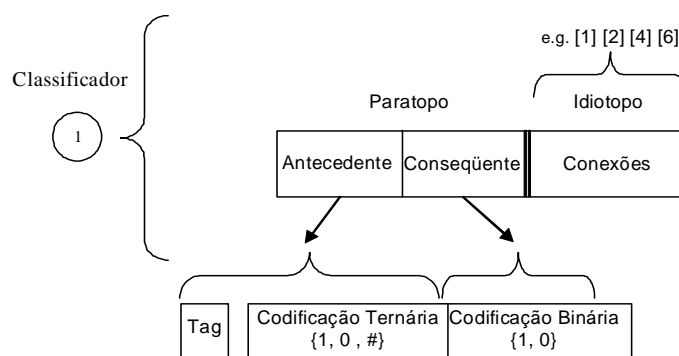 e.g. [1] [2] [4] [6]
Classificador
1
Paratopo
Idiotopo
Antecedente
Conseqüente
Conexões
Tag
Codificação Ternária
{1, 0 , #}
Codificação Binária
{1, 0}